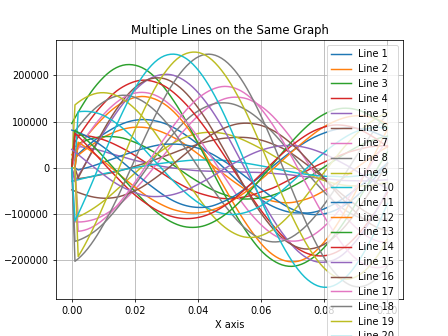 Multiple Lines on the Same Graph
200000
100000
0
−100000
−200000
0.00
0.02
0.04
0.06
0.08
X axis
Line 1
Line 2
Line 3
Line 4
Line 5
Line 6
Line 7
Line 8
Line 9
Line 10
Line 11
Line 12
Line 13
Line 14
Line 15
Line 16
Line 17
Line 18
Line 19
Line 20